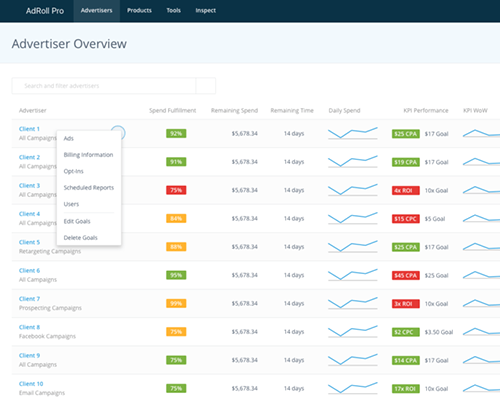 AdRoll Pro Advertisers Products Tools Inspect
Advertiser Overview
Search and filter advertisers
Advertiser Spend Fulfillment Remaining Spend Remaining Time Daily Spend KPI Performance KPI WoW
Client 1 92% $5,678.34 14 days $25 CPA $17 Goal
All Campaigns
Ads
Billing Information
Opt-Ins
Scheduled Reports
Users
Edit Goals
Delete Goals
Client 2 91% $5,678.34 14 days $19 CPA $17 Goal
All Campaigns
Client 3 75% $5,678.34 14 days 4x ROI 10x Goal
All Campaigns
Client 4 $5,678.34 14 days $15 CPC $5 Goal
All Campaigns
Client 5 $5,678.34 14 days $25 CPA $17 Goal
Retargeting Campaigns
Client 6 95% $5,678.34 14 days $45 CPA $25 Goal
All Campaigns
Client 7 $5,678.34 14 days 3x ROI 10x Goal
Prospecting Campaigns
Client 8 75% $5,678.34 14 days $2 CPC $3.50 Goal
Facebook Campaigns
Client 9 75% $5,678.34 14 days $14 CPA $17 Goal
All Campaigns
Client 10 75% $5,678.34 14 days 17x ROI 10x Goal
Email Campaigns